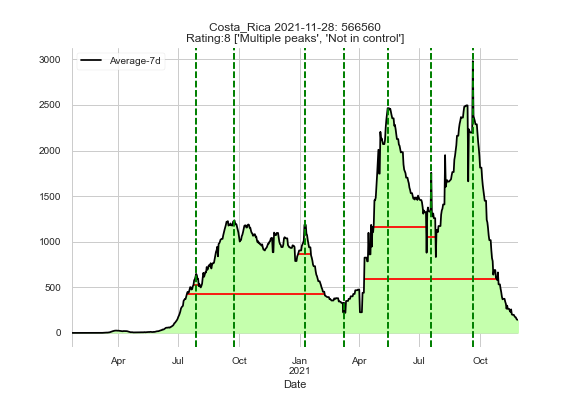 Costa_Rica 2021-11-28: 566560
Rating:8 ['Multiple peaks', 'Not in control']
Average-7d
3000
2500
2000
1500
1000
500
0
Apr
Jul
Oct
Jan
2021
Apr
Jul
Oct
Date